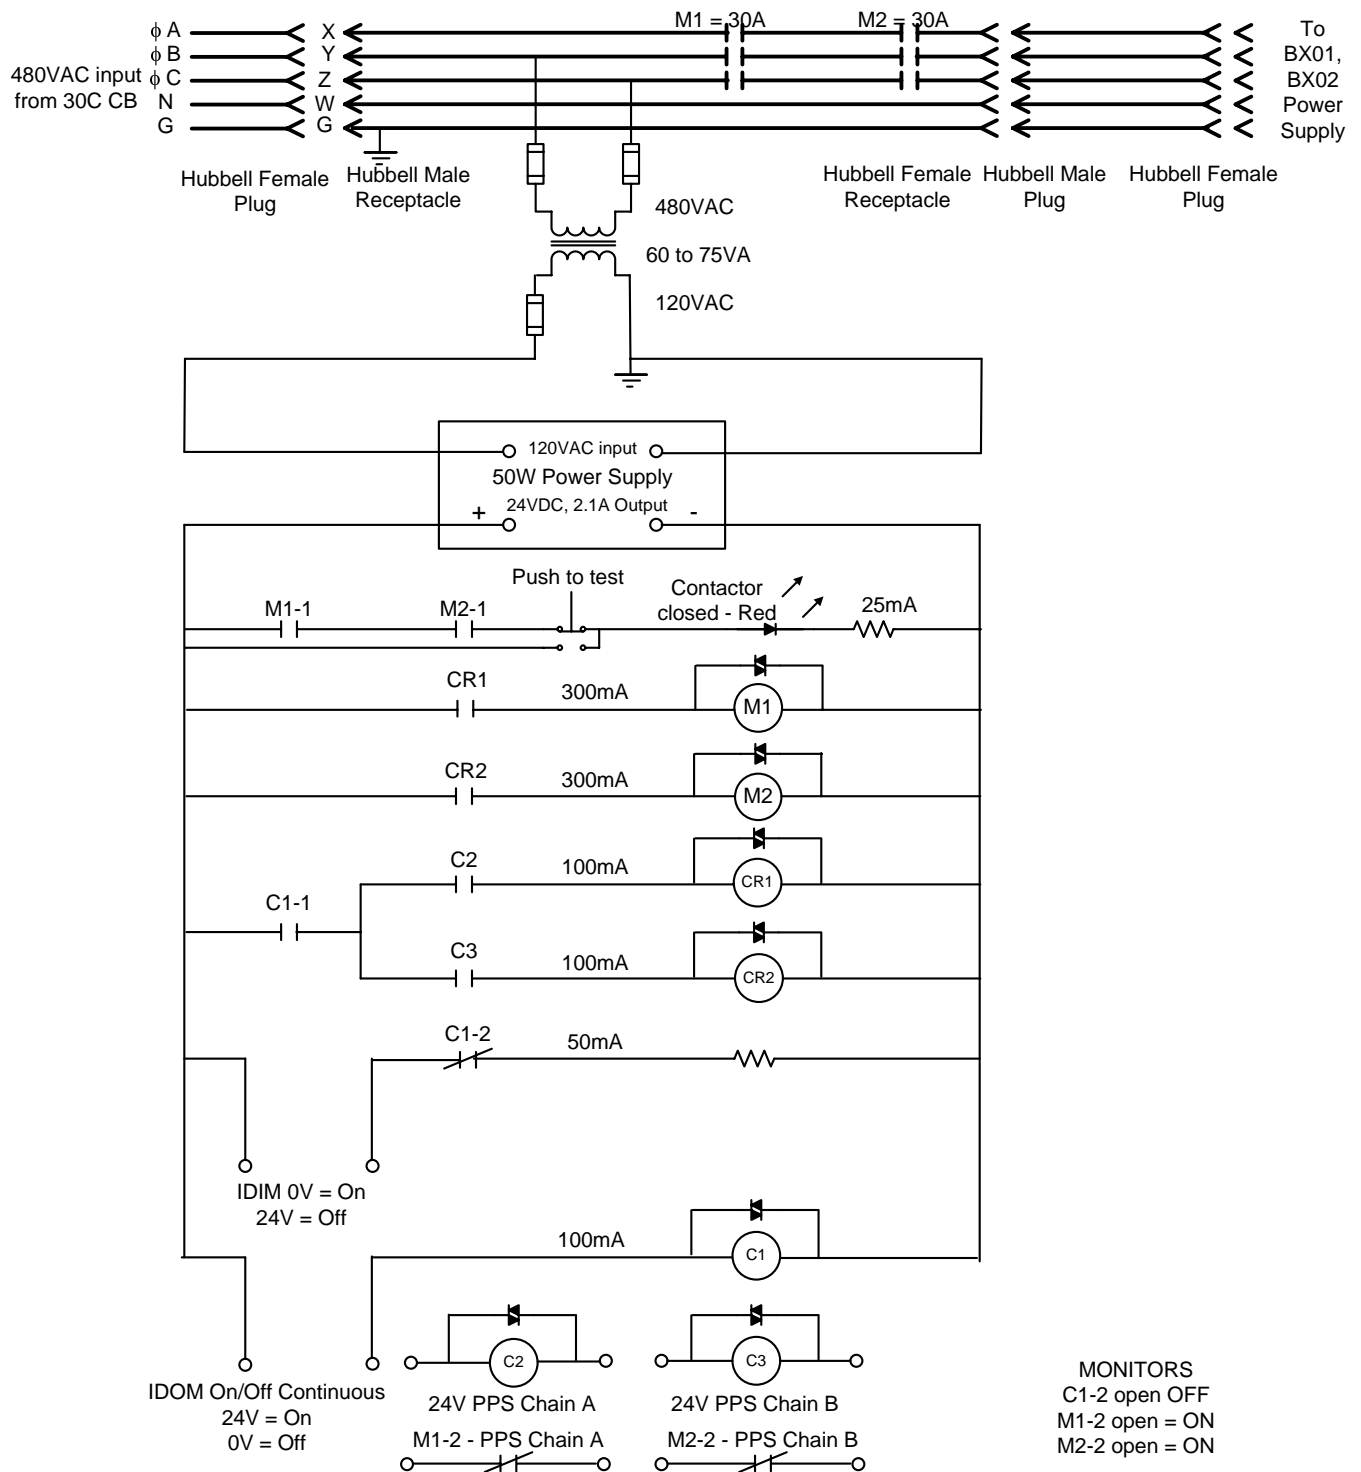 M1 = 30A
M2 = 30A
ϕ A
ϕ B
ϕ C
N
G
480VAC input
from 30C CB
X
Y
Z
W
G
To
BX01,
BX02
Power
Supply
Hubbell Female
Plug
Hubbell Male
Receptacle
Hubbell Female
Receptacle
Hubbell Male
Plug
Hubbell Female
Plug
480VAC
60 to 75VA
120VAC
120VAC input
50W Power Supply
24VDC, 2.1A Output
+
-
Push to test
Contactor
closed - Red
25mA
M1-1
M2-1
CR1
300mA
M1
CR2
300mA
M2
C2
100mA
CR1
C1-1
C3
100mA
CR2
C1-2
50mA
IDIM 0V = On
24V = Off
100mA
C1
IDOM On/Off Continuous
24V = On
0V = Off
C2
24V PPS Chain A
M1-2 - PPS Chain A
C3
24V PPS Chain B
M2-2 - PPS Chain B
MONITORS
C1-2 open OFF
M1-2 open = ON
M2-2 open = ON